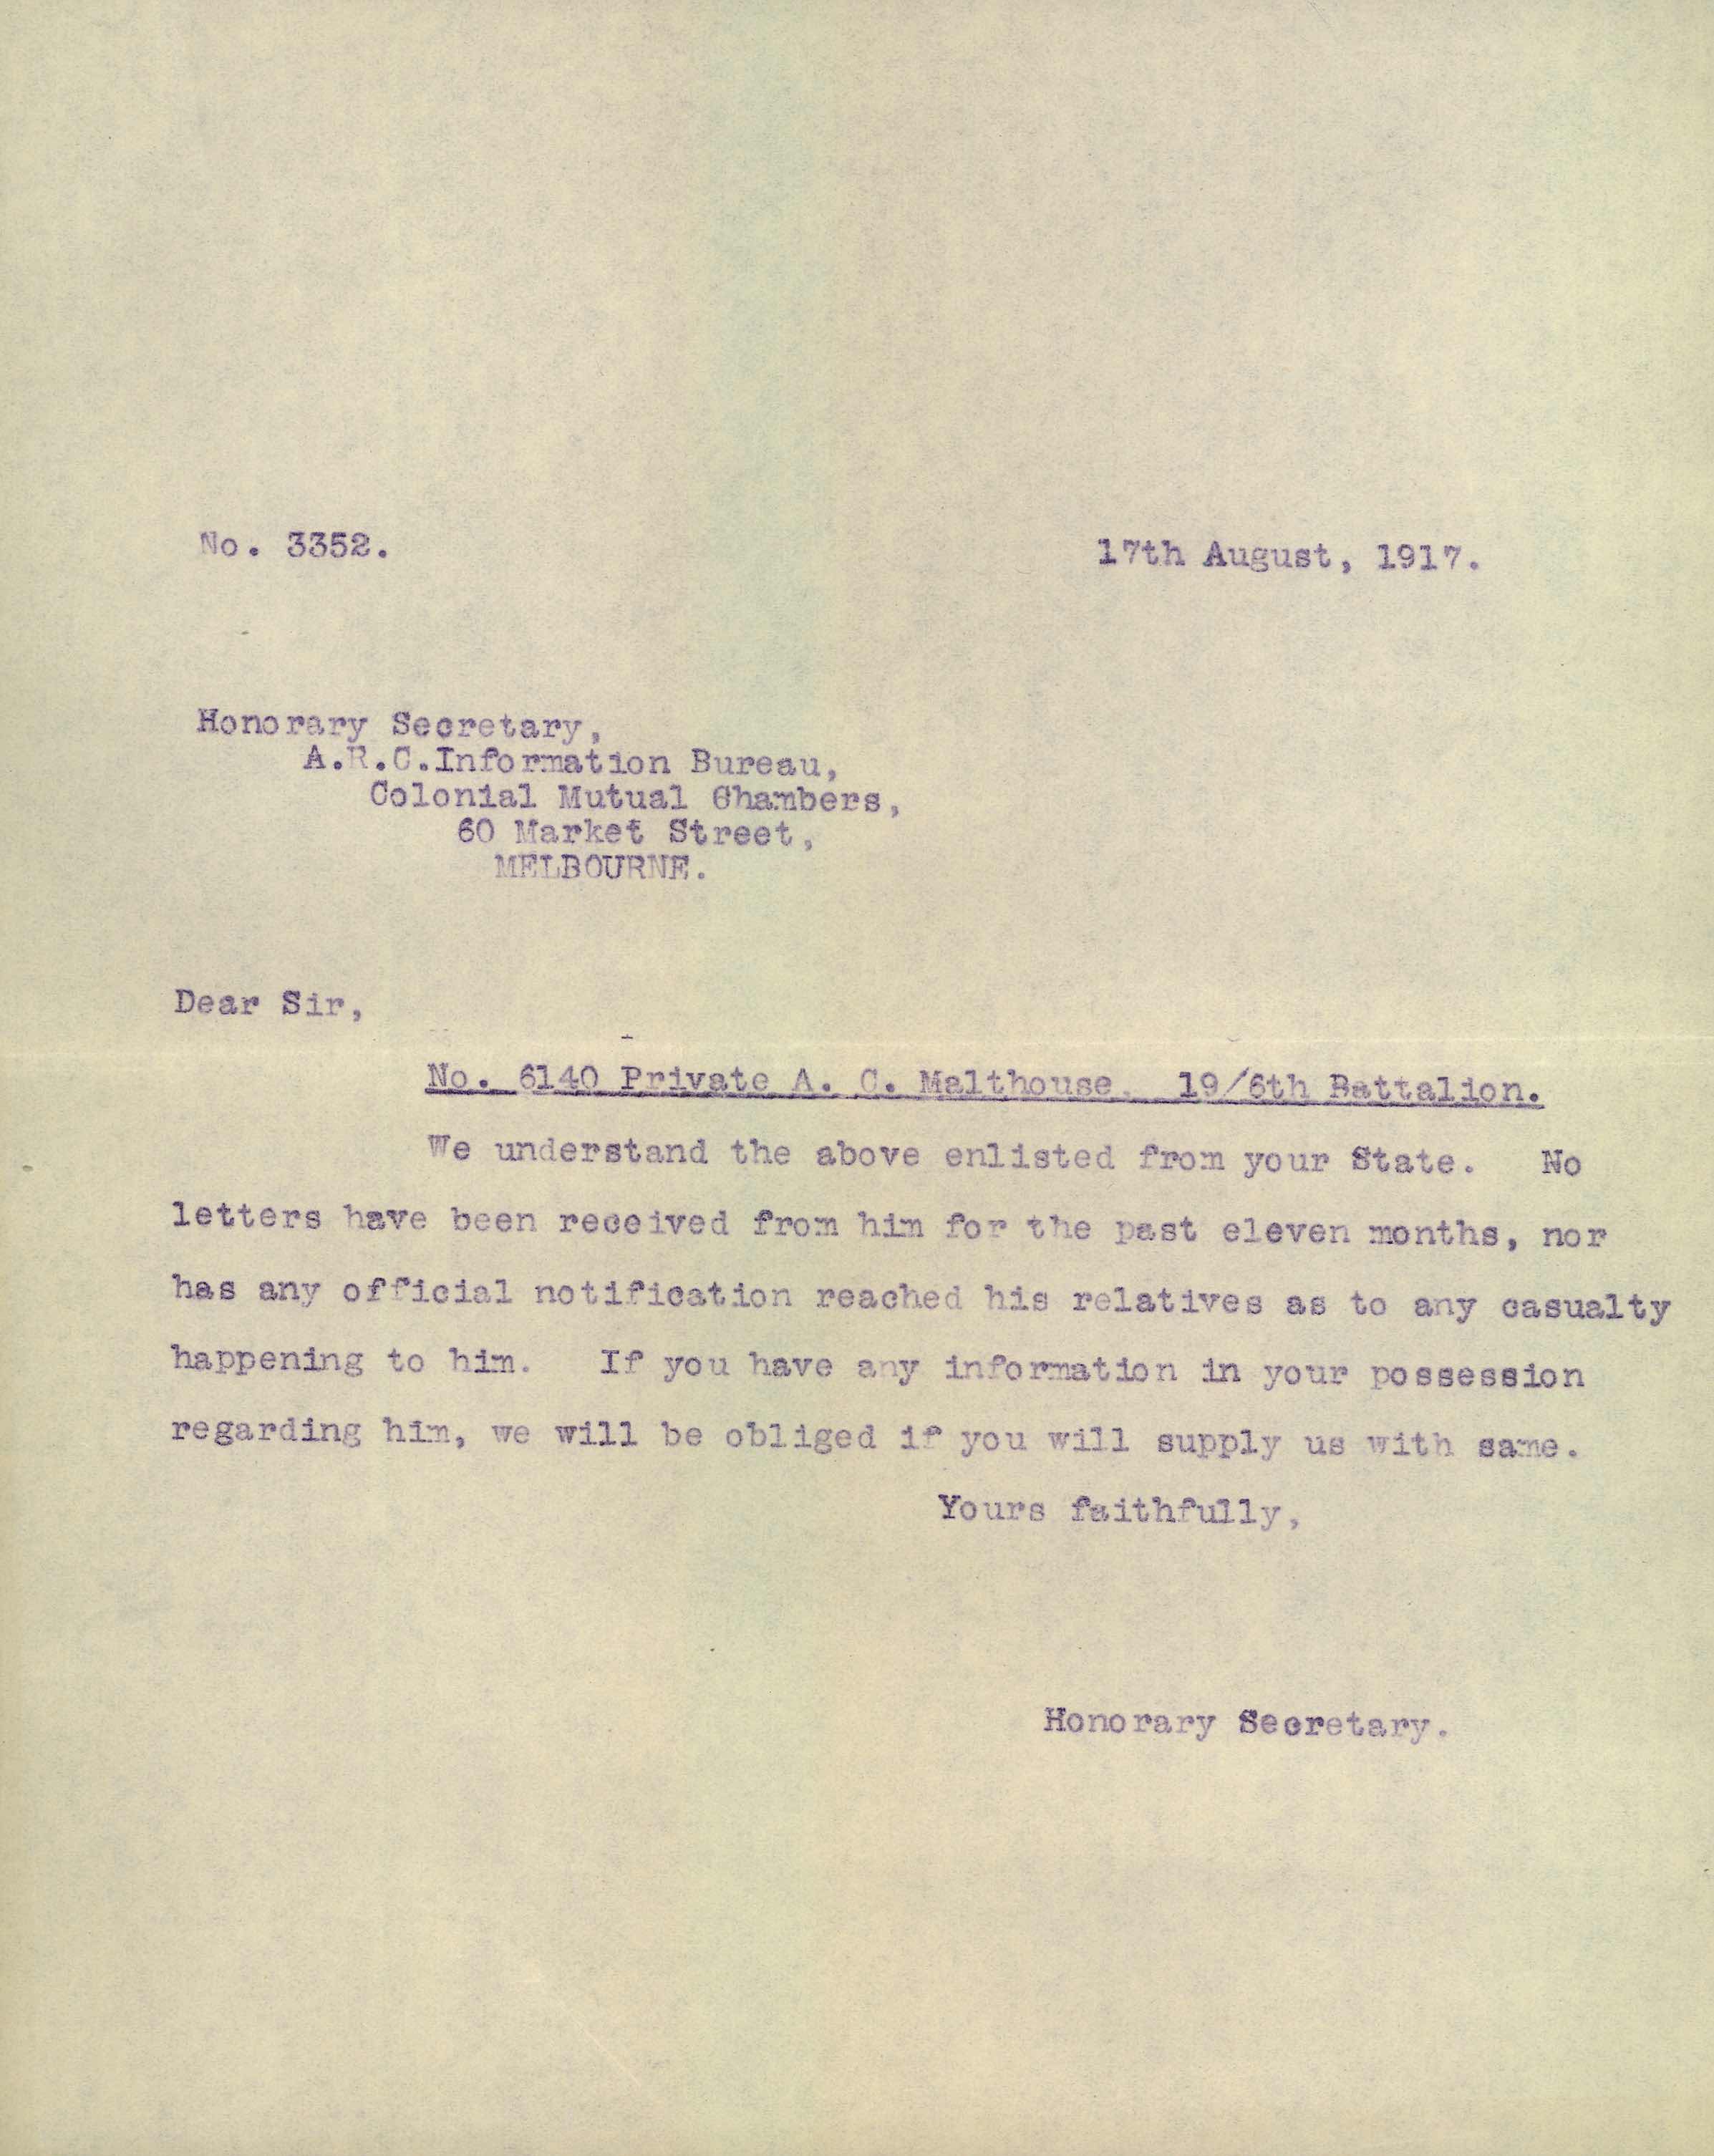 No. 3352.
17th August, 1917.
Honorary Secretary,
A.R.C.Information Bureau,
Colonial Mutual Chambers,
60 Market Street,
MELBOURNE.
Dear Sir,
No. 6140 Private A. C. Malthouse. 19/6th Battalion.
We understand the above enlisted from your State. No
letters have been received from him for the past eleven months, nor
has any official notification reached his relatives as to any casualty
happening to him. If you have any information in your possession
regarding him, we will be obliged if you will supply us with same.
Yours faithfully,
Honorary Secretary.